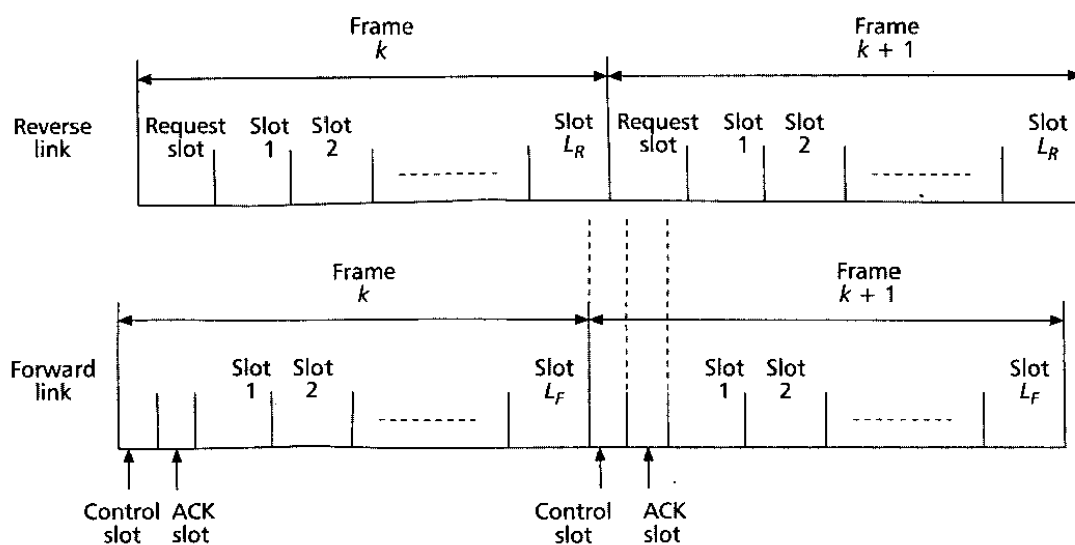 Frame
k
Frame
k + 1
Reverse
link
Request
slot
Slot
1
Slot
2
Slot
L_R
Request
slot
Slot
1
Slot
2
Slot
L_R
Frame
k
Frame
k + 1
Forward
link
Slot
1
Slot
2
Slot
L_F
Slot
1
Slot
2
Slot
L_F
Control
slot
ACK
slot
Control
slot
ACK
slot